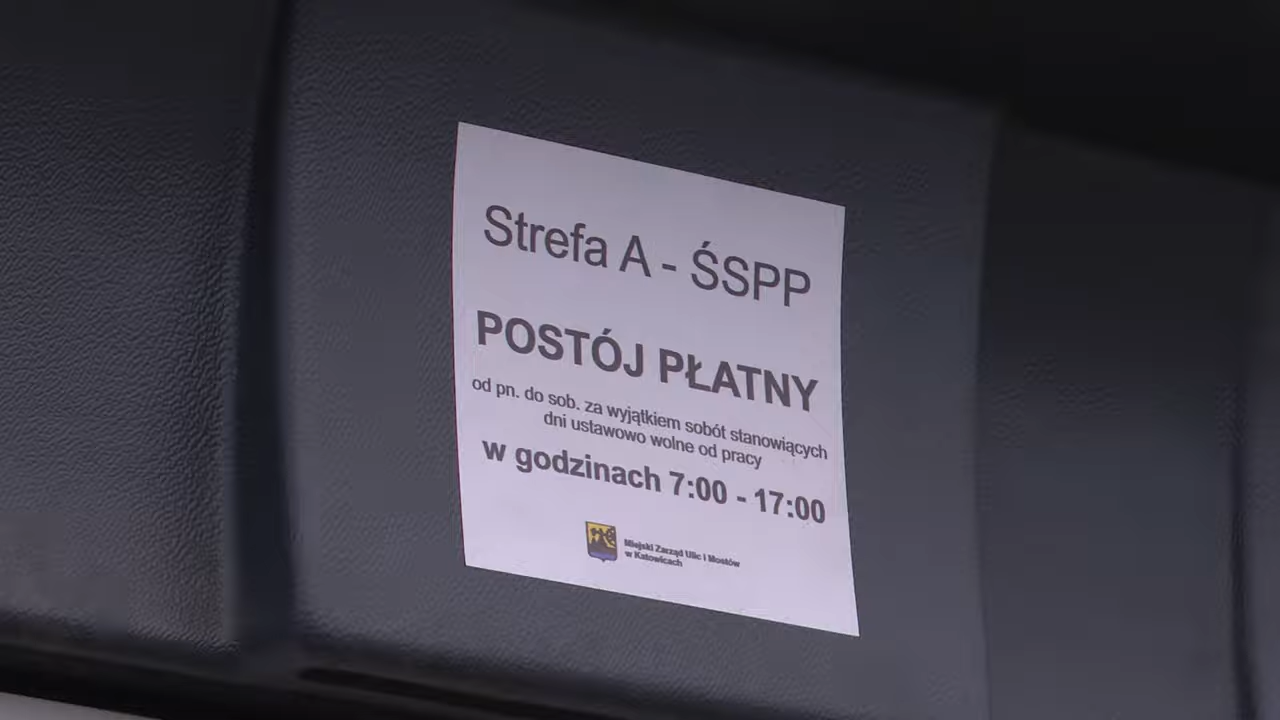 Strefa A - ŚSPP
POSTÓJ PŁATNY
od pn. do sob. za wyjątkiem sobót stanowiących
dni ustawowo wolne od pracy
w godzinach 7:00 - 17:00
Miejski Zarząd Ulic i Mostów
w Katowicach